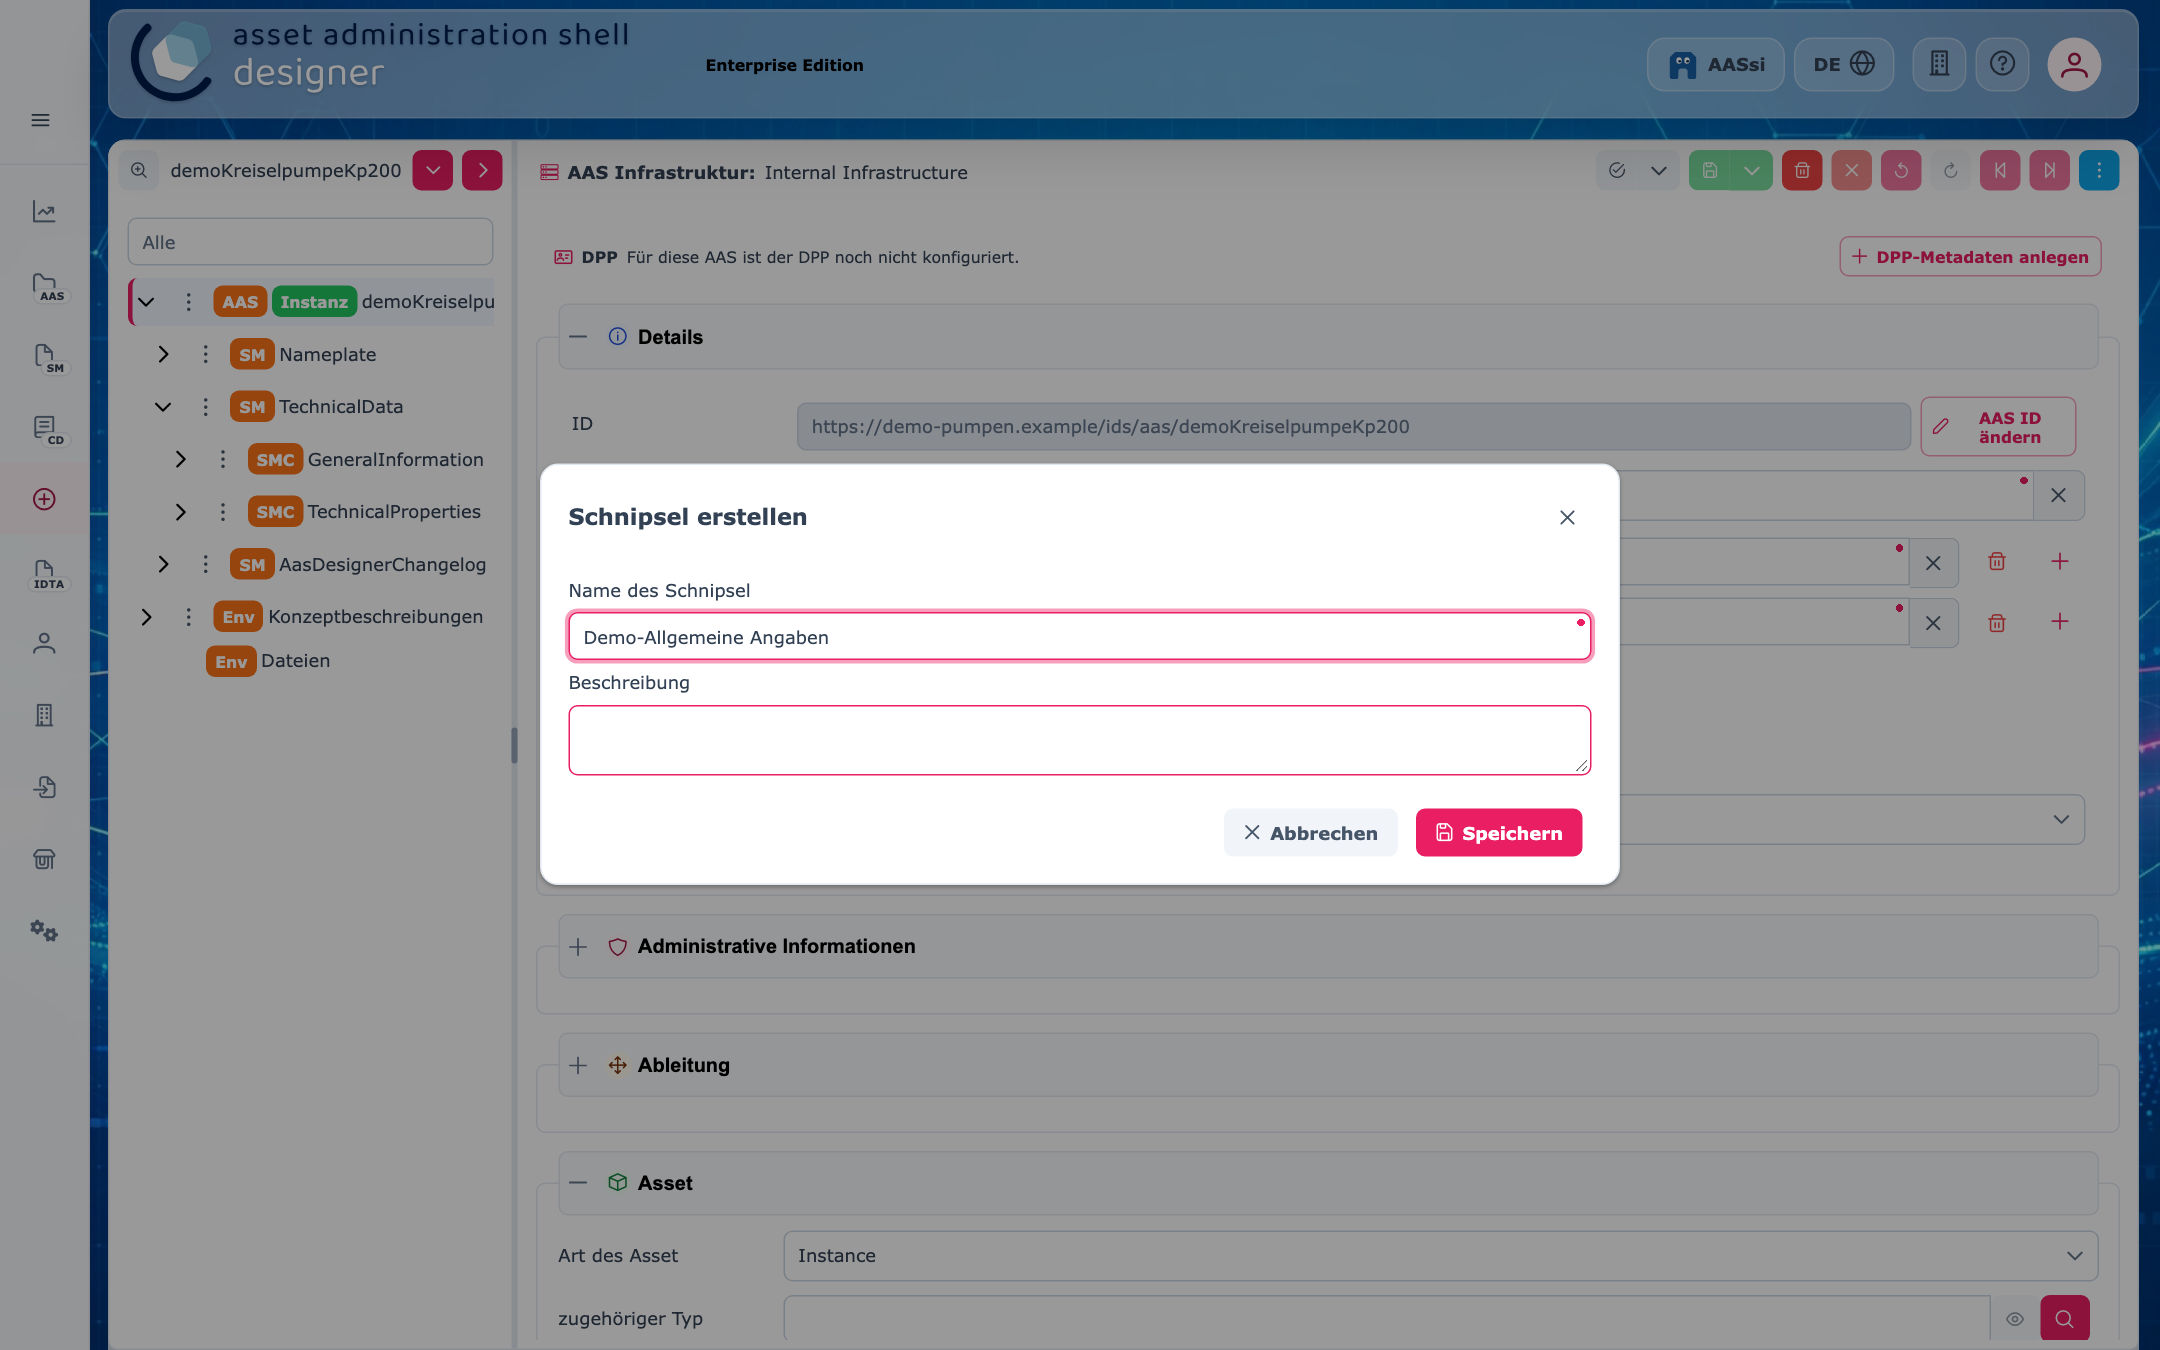 asset administration shell
designer
Enterprise Edition
AASsi
DE
demoKreiselpumpeKp200
AAS Infrastruktur: Internal Infrastructure
Alle
DPP Für diese AAS ist der DPP noch nicht konfiguriert.
DPP-Metadaten anlegen
AAS
SM
CD
IDTA
AAS Instanz demoKreiselpu
SM Nameplate
SM TechnicalData
SMC GeneralInformation
SMC TechnicalProperties
SM AasDesignerChangelog
Env Konzeptbeschreibungen
Env Dateien
Details
ID
https://demo-pumpen.example/ids/aas/demoKreiselpumpeKp200
AAS ID
ändern
Schnipsel erstellen
Name des Schnipsel
Demo-Allgemeine Angaben
Beschreibung
Abbrechen
Speichern
Administrative Informationen
Ableitung
Asset
Art des Asset
Instance
zugehöriger Typ